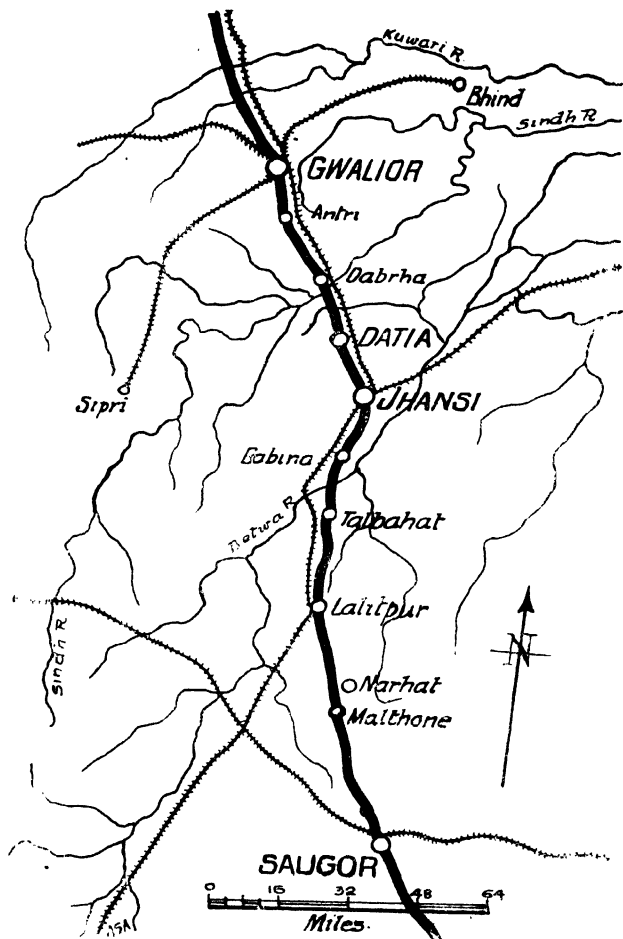 Kuwari R.
Bhind
Sindh R
GWALIOR
Antri
Dabrha
DATIA
Sipri
JHANSI
Babina
Betwa R
Talbahat
Lalitpur
Sindh R
N
Narhat
Malthone
SAUGOR
0 16 32 48 64
Miles.